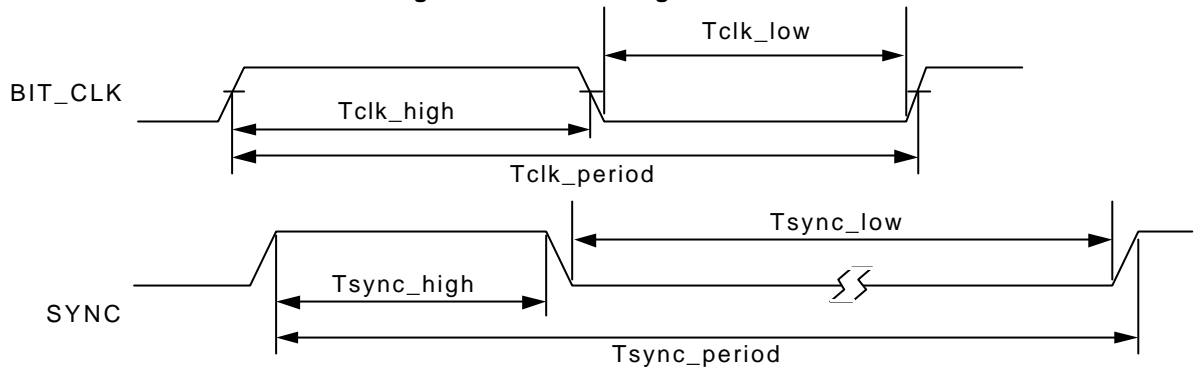 Tclk_low
BIT_CLK
Tclk_high
Tclk_period
Tsync_low
Tsync_high
SYNC
Tsync_period